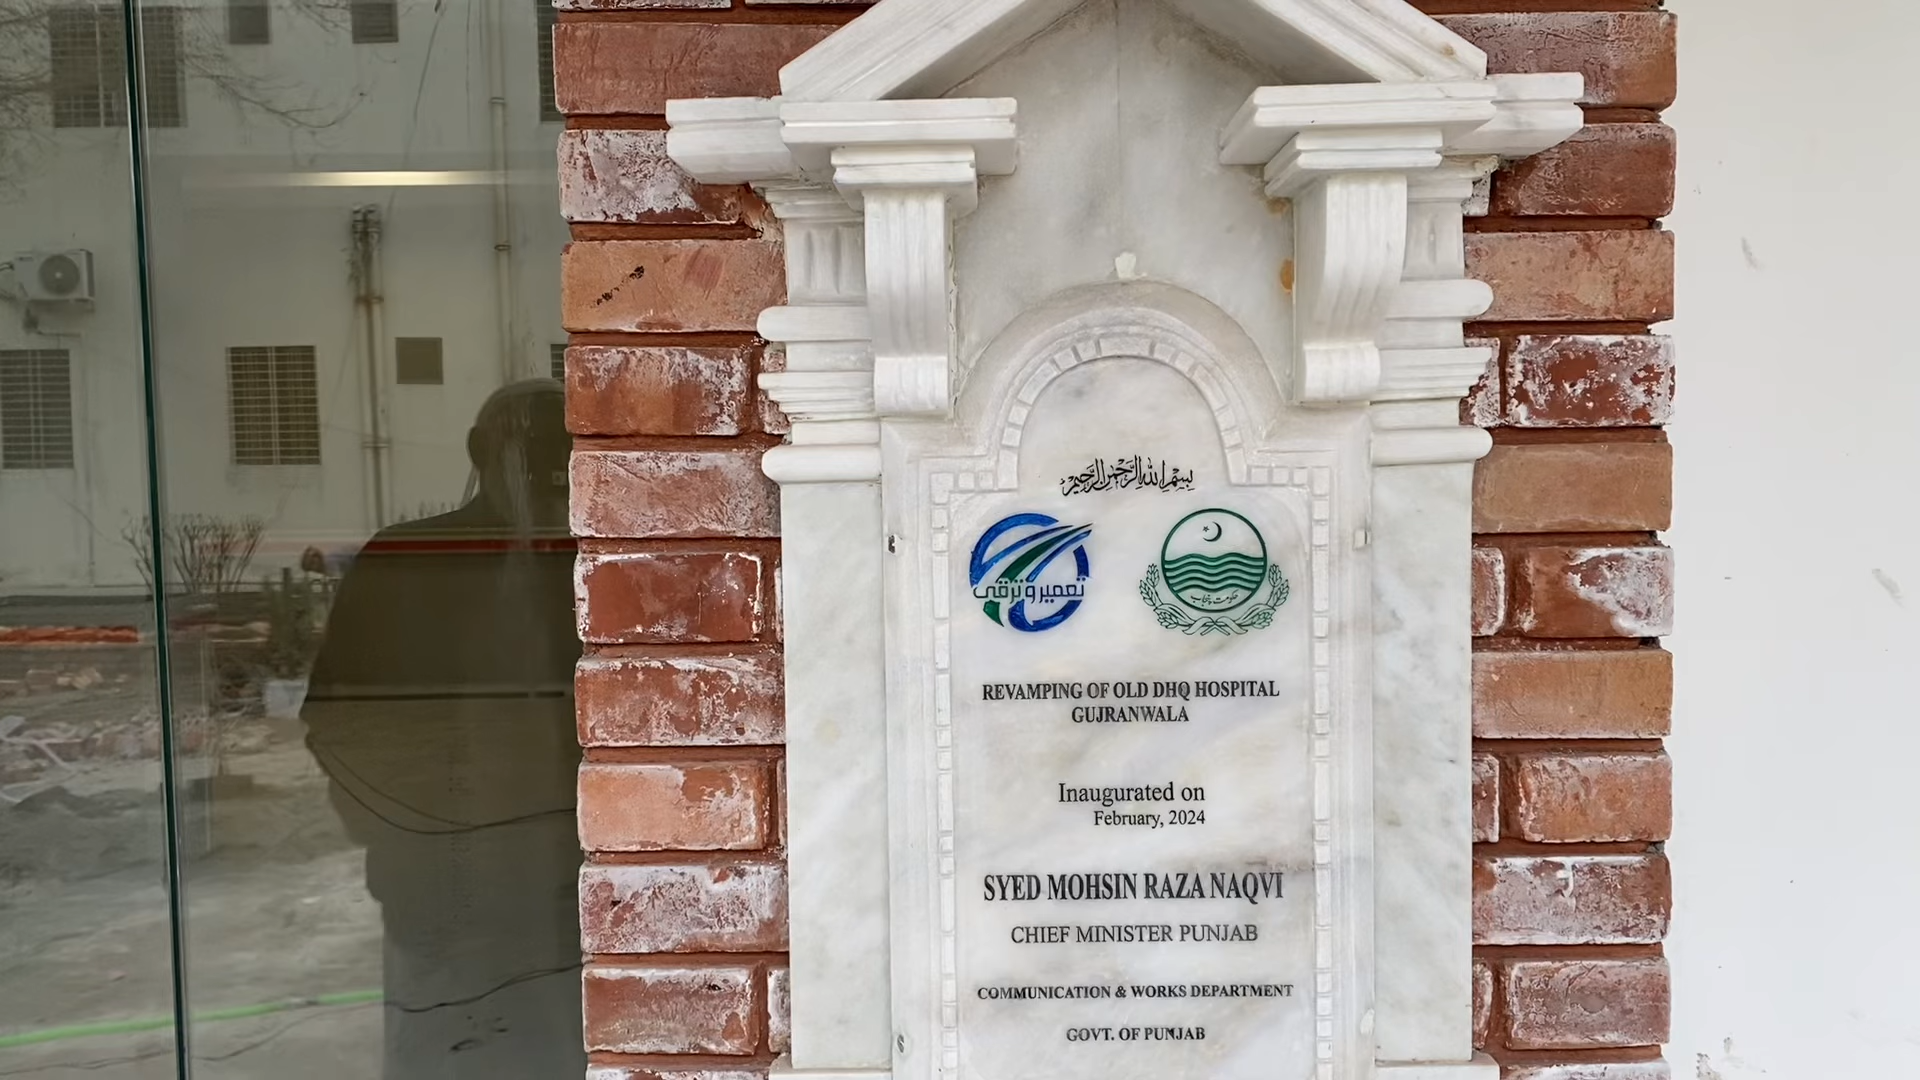 بسم اللہ الرحمن الرحیم
تعمیر و ترقی
حکومت پنجاب
REVAMPING OF OLD DHQ HOSPITAL
GUJRANWALA
Inaugurated on
February, 2024
SYED MOHSIN RAZA NAQVI
CHIEF MINISTER PUNJAB
COMMUNICATION & WORKS DEPARTMENT
GOVT. OF PUNJAB